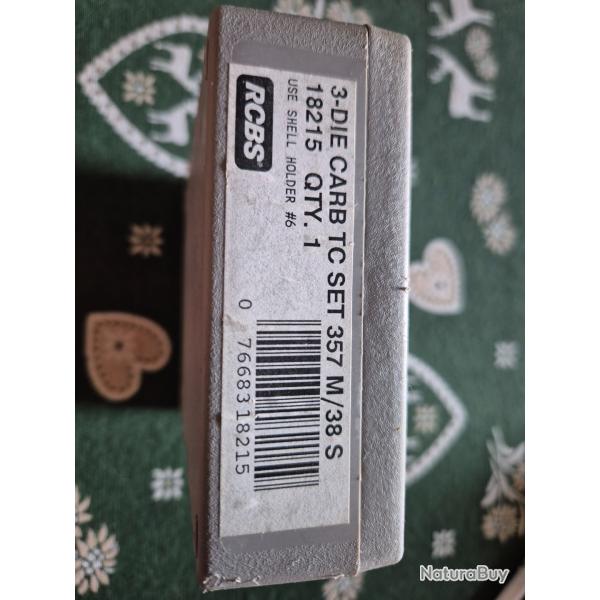 3-DIE CARB TC SET 357 M/38 S
18215 QTY. 1
RCBS
USE SHELL HOLDER #6
0 76683 18215
NaturaBuy